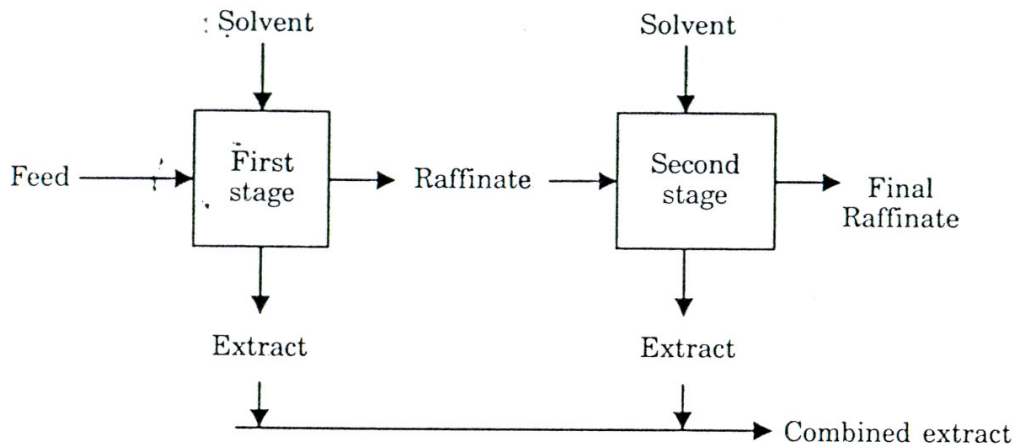 Solvent
Solvent
Feed
First
stage
Raffinate
Second
stage
Final
Raffinate
Extract
Extract
Combined extract